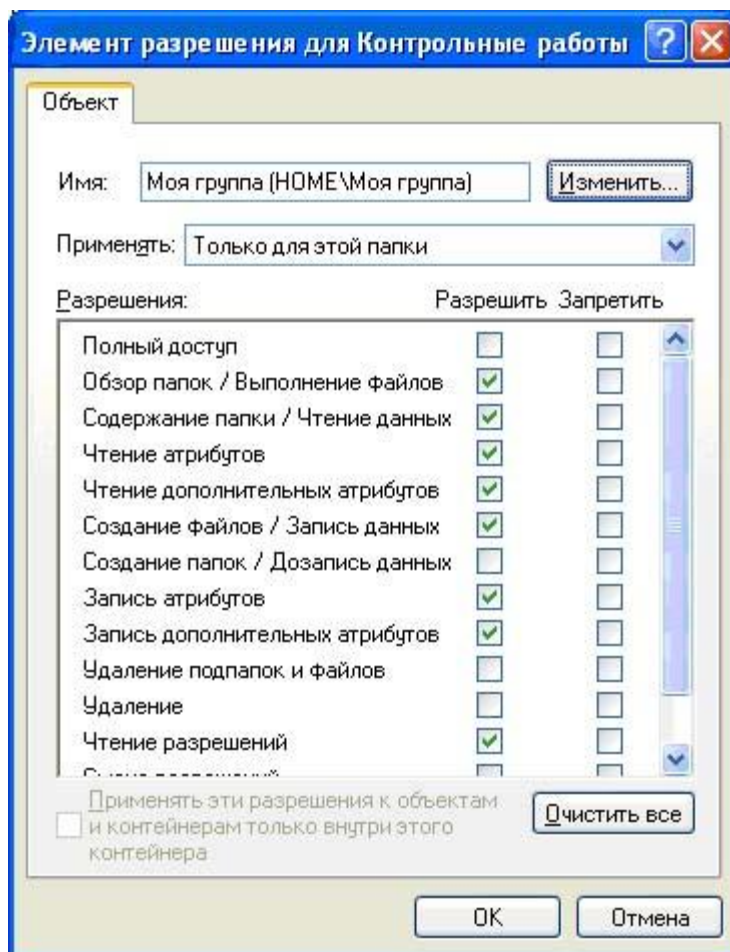 Элемент разрешения для Контрольные работы
Объект
Имя: Моя группа (HOME\Моя группа) Изменить...
Применять: Только для этой папки
Разрешения: Разрешить Запретить
Полный доступ
Обзор папок / Выполнение файлов
Содержание папки / Чтение данных
Чтение атрибутов
Чтение дополнительных атрибутов
Создание файлов / Запись данных
Создание папок / Дозапись данных
Запись атрибутов
Запись дополнительных атрибутов
Удаление подпапок и файлов
Удаление
Чтение разрешений
Применять эти разрешения к объектам
и контейнерам только внутри этого
контейнера
Очистить все
OK Отмена